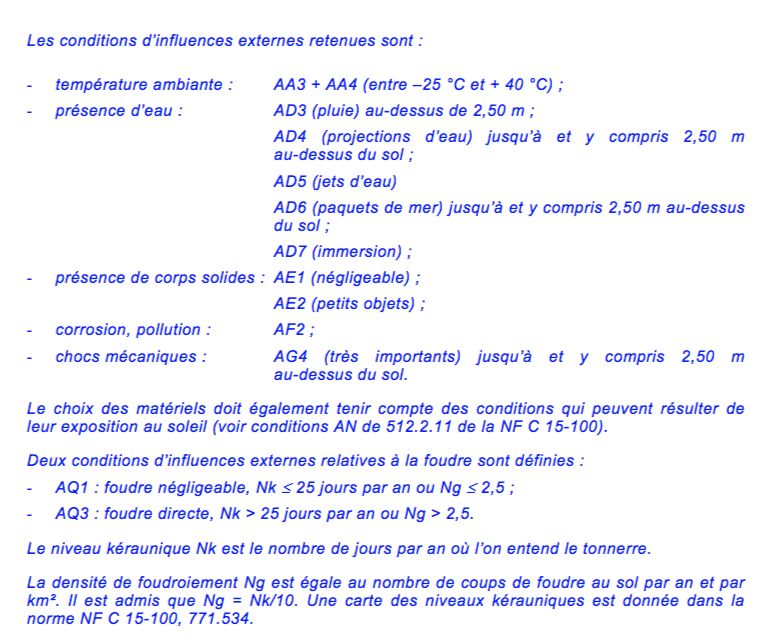 Les conditions d'influences externes retenues sont :
- température ambiante : AA3 + AA4 (entre –25 °C et + 40 °C) ;
- présence d'eau : AD3 (pluie) au-dessus de 2,50 m ;
AD4 (projections d'eau) jusqu'à et y compris 2,50 m
au-dessus du sol ;
AD5 (jets d'eau)
AD6 (paquets de mer) jusqu'à et y compris 2,50 m au-dessus
du sol ;
AD7 (immersion) ;
- présence de corps solides : AE1 (négligeable) ;
AE2 (petits objets) ;
- corrosion, pollution : AF2 ;
- chocs mécaniques : AG4 (très importants) jusqu'à et y compris 2,50 m
au-dessus du sol.
Le choix des matériels doit également tenir compte des conditions qui peuvent résulter de
leur exposition au soleil (voir conditions AN de 512.2.11 de la NF C 15-100).
Deux conditions d'influences externes relatives à la foudre sont définies :
- AQ1 : foudre négligeable, Nk ≤ 25 jours par an ou Ng ≤ 2,5 ;
- AQ3 : foudre directe, Nk > 25 jours par an ou Ng > 2,5.
Le niveau kéraunique Nk est le nombre de jours par an où l'on entend le tonnerre.
La densité de foudroiement Ng est égale au nombre de coups de foudre au sol par an et par
km². Il est admis que Ng = Nk/10. Une carte des niveaux kérauniques est donnée dans la
norme NF C 15-100, 771.534.